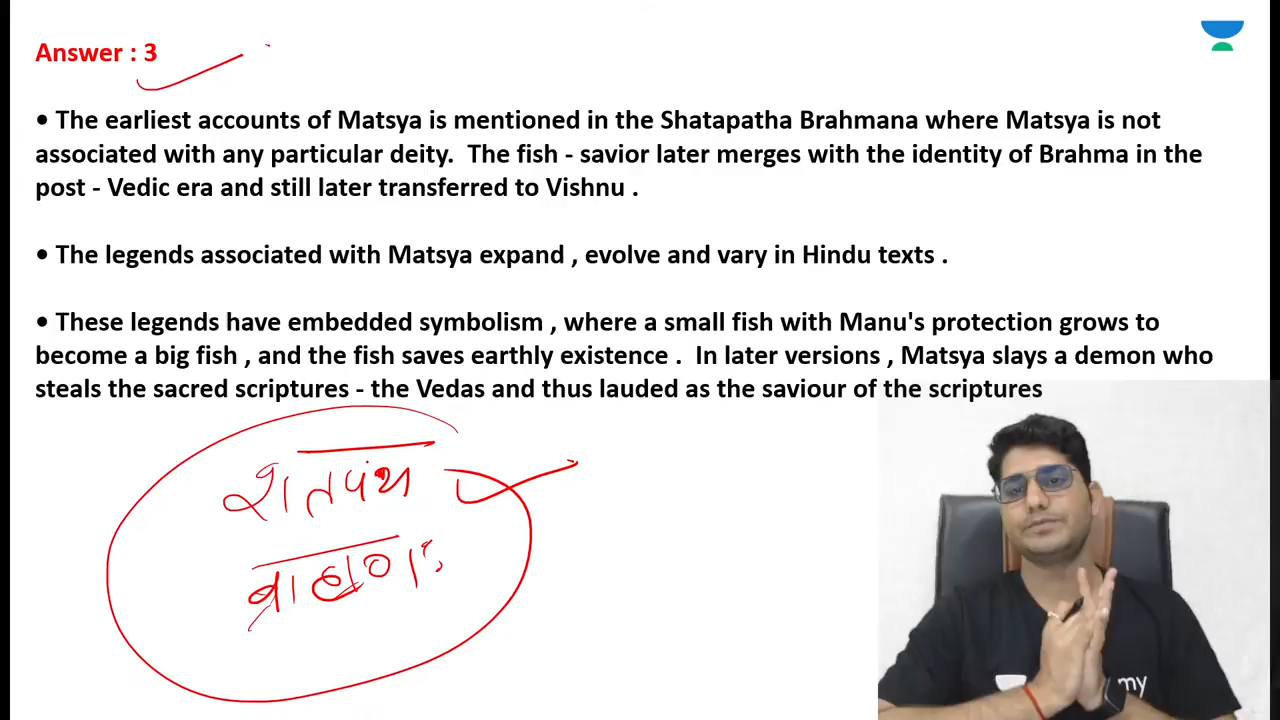 Answer : 3
• The earliest accounts of Matsya is mentioned in the Shatapatha Brahmana where Matsya is not
associated with any particular deity. The fish - savior later merges with the identity of Brahma in the
post - Vedic era and still later transferred to Vishnu .
• The legends associated with Matsya expand , evolve and vary in Hindu texts .
• These legends have embedded symbolism , where a small fish with Manu's protection grows to
become a big fish , and the fish saves earthly existence . In later versions , Matsya slays a demon who
steals the sacred scriptures - the Vedas and thus lauded as the saviour of the scriptures
शतपंथ
ब्राह्मण :
my